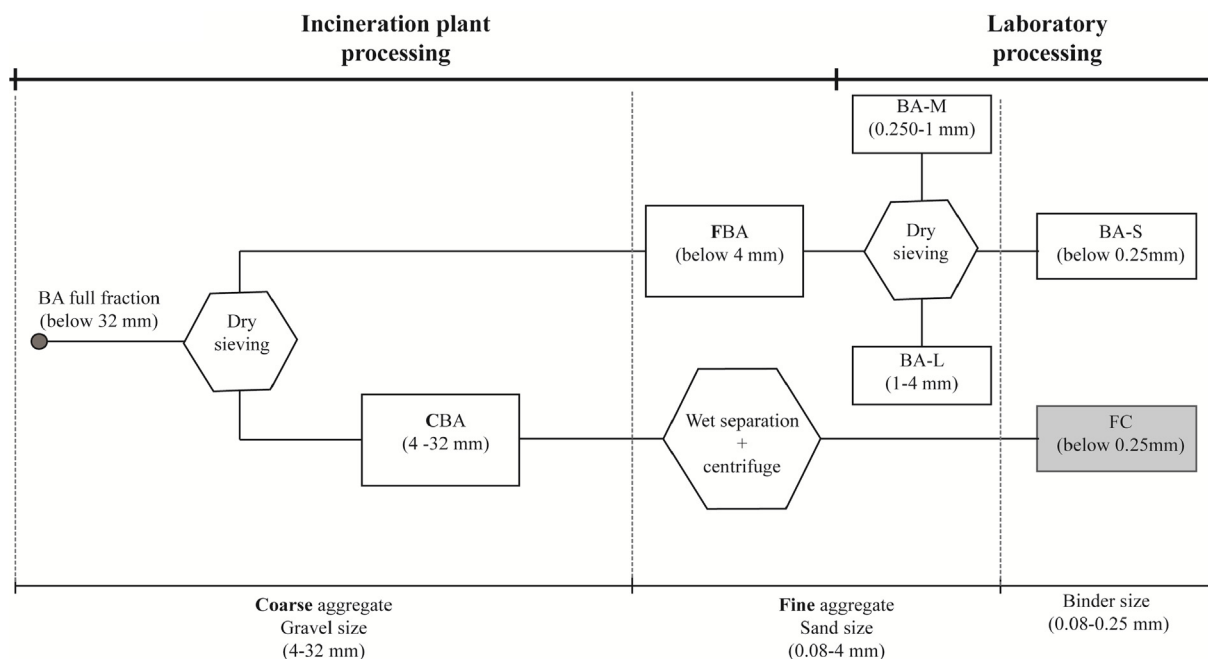 Incineration plant
processing
Laboratory
processing
BA-M
(0.250-1 mm)
FBA
(below 4 mm)
Dry
sieving
BA-S
(below 0.25mm)
BA full fraction
(below 32 mm)
Dry
sieving
BA-L
(1-4 mm)
CBA
(4 -32 mm)
Wet separation
+
centrifuge
FC
(below 0.25mm)
Coarse aggregate
Gravel size
(4-32 mm)
Fine aggregate
Sand size
(0.08-4 mm)
Binder size
(0.08-0.25 mm)